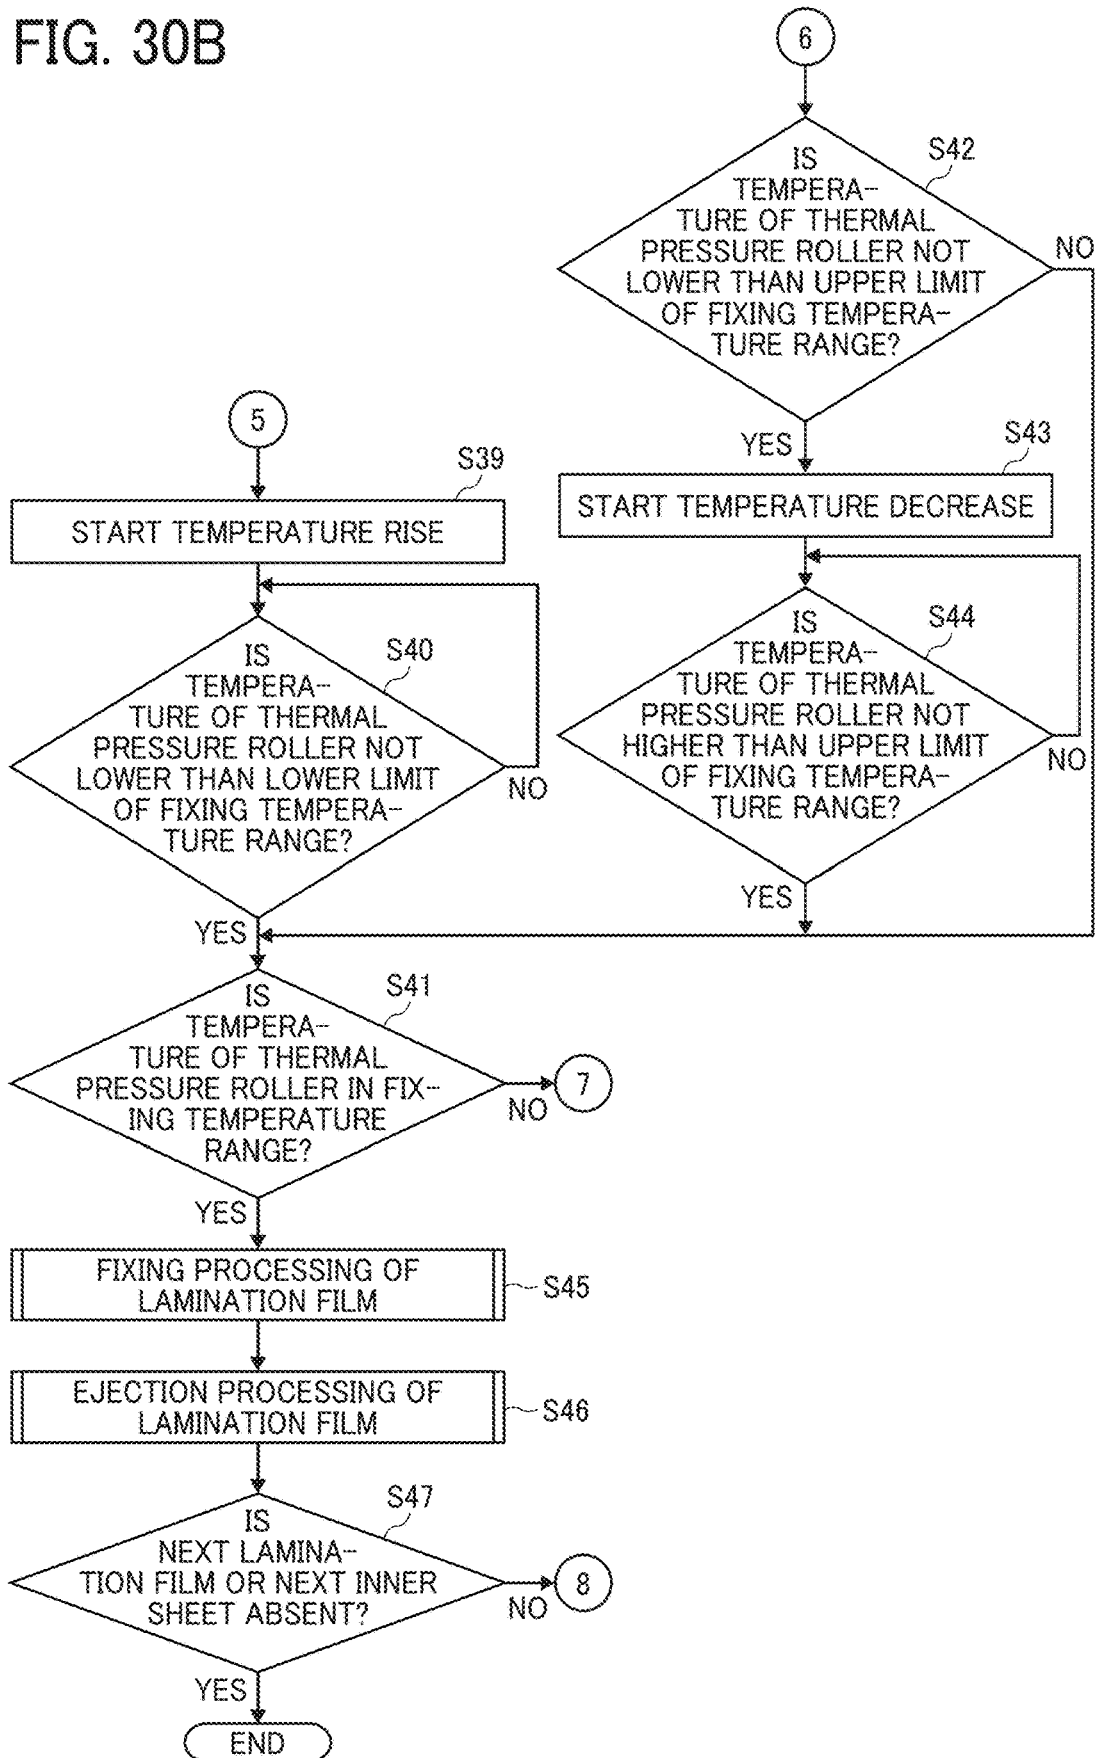 FIG. 30B
6
S42
IS
TEMPERA-
TURE OF THERMAL
PRESSURE ROLLER NOT
LOWER THAN UPPER LIMIT
OF FIXING TEMPERA-
TURE RANGE?
NO
YES
S43
START TEMPERATURE DECREASE
S44
IS
TEMPERA-
TURE OF THERMAL
PRESSURE ROLLER NOT
HIGHER THAN UPPER LIMIT
OF FIXING TEMPERA-
TURE RANGE?
NO
YES
5
S39
START TEMPERATURE RISE
S40
IS
TEMPERA-
TURE OF THERMAL
PRESSURE ROLLER NOT
LOWER THAN LOWER LIMIT
OF FIXING TEMPERA-
TURE RANGE?
NO
YES
S41
IS
TEMPERA-
TURE OF THERMAL
PRESSURE ROLLER IN FIX-
ING TEMPERATURE
RANGE?
NO
7
YES
FIXING PROCESSING OF
LAMINATION FILM
S45
EJECTION PROCESSING OF
LAMINATION FILM
S46
S47
IS
NEXT LAMINA-
TION FILM OR NEXT INNER
SHEET ABSENT?
NO
8
YES
END